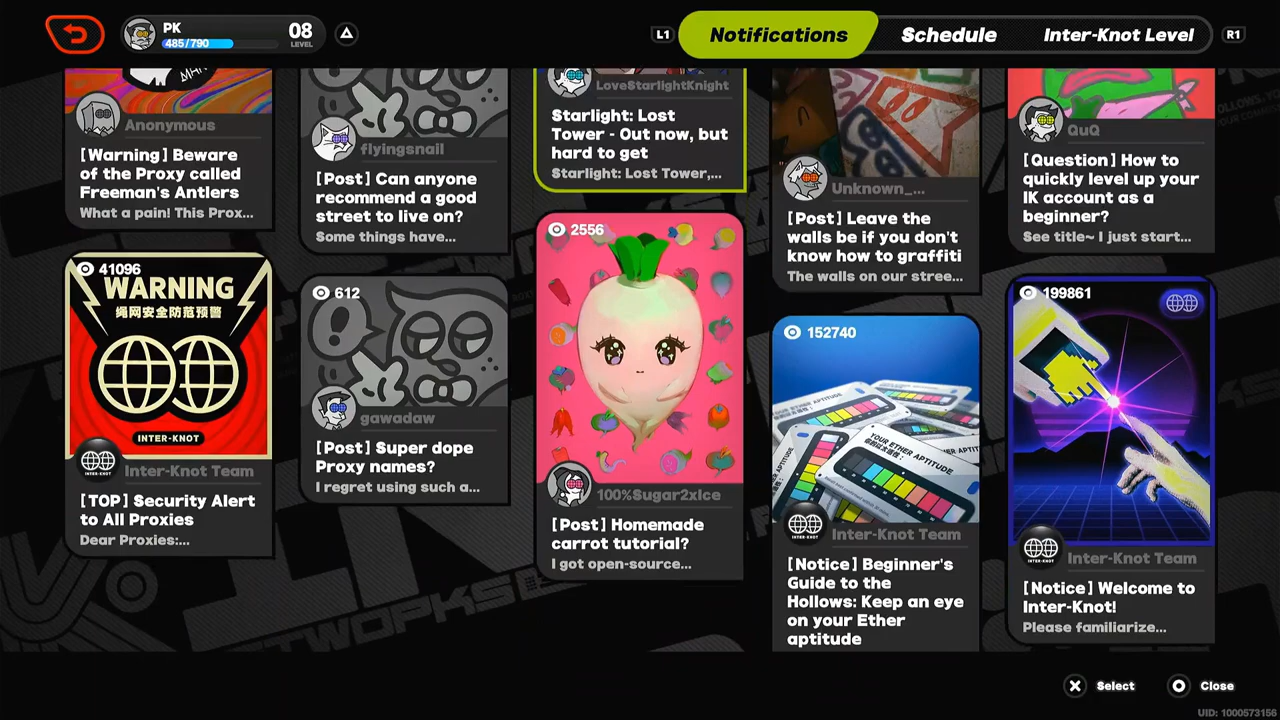 PK
485/790
08
LEVEL
L1
Notifications
Schedule
Inter-Knot Level
R1
Anonymous
[Warning] Beware
of the Proxy called
Freeman's Antlers
What a pain! This Prox...
flyingsnail
[Post] Can anyone
recommend a good
street to live on?
Some things have...
LoveStarlightKnight
Starlight: Lost
Tower - Out now, but
hard to get
Starlight: Lost Tower,...
Unknown_...
[Post] Leave the
walls be if you don't
know how to graffiti
The walls on our stree...
QuQ
[Question] How to
quickly level up your
IK account as a
beginner?
See title~ I just start...
41096
WARNING
绳网安全防范预警
INTER-KNOT
INTER-KNOT
Inter-Knot Team
[TOP] Security Alert
to All Proxies
Dear Proxies:...
612
gawadaw
[Post] Super dope
Proxy names?
I regret using such a...
2556
100%Sugar2xIce
[Post] Homemade
carrot tutorial?
I got open-source...
152740
YOUR ETHER APTITUDE
INTER-KNOT
Inter-Knot Team
[Notice] Beginner's
Guide to the
Hollows: Keep an eye
on your Ether
aptitude
199861
INTER-KNOT
Inter-Knot Team
[Notice] Welcome to
Inter-Knot!
Please familiarize...
Select
Close
UID: 1000573156